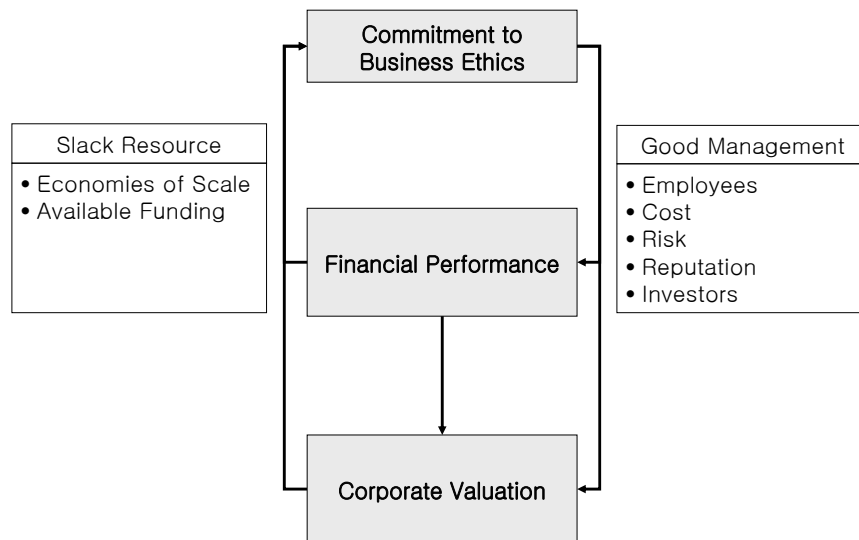 Commitment to
Business Ethics
Slack Resource
• Economies of Scale
• Available Funding
Good Management
• Employees
• Cost
• Risk
• Reputation
• Investors
Financial Performance
Corporate Valuation